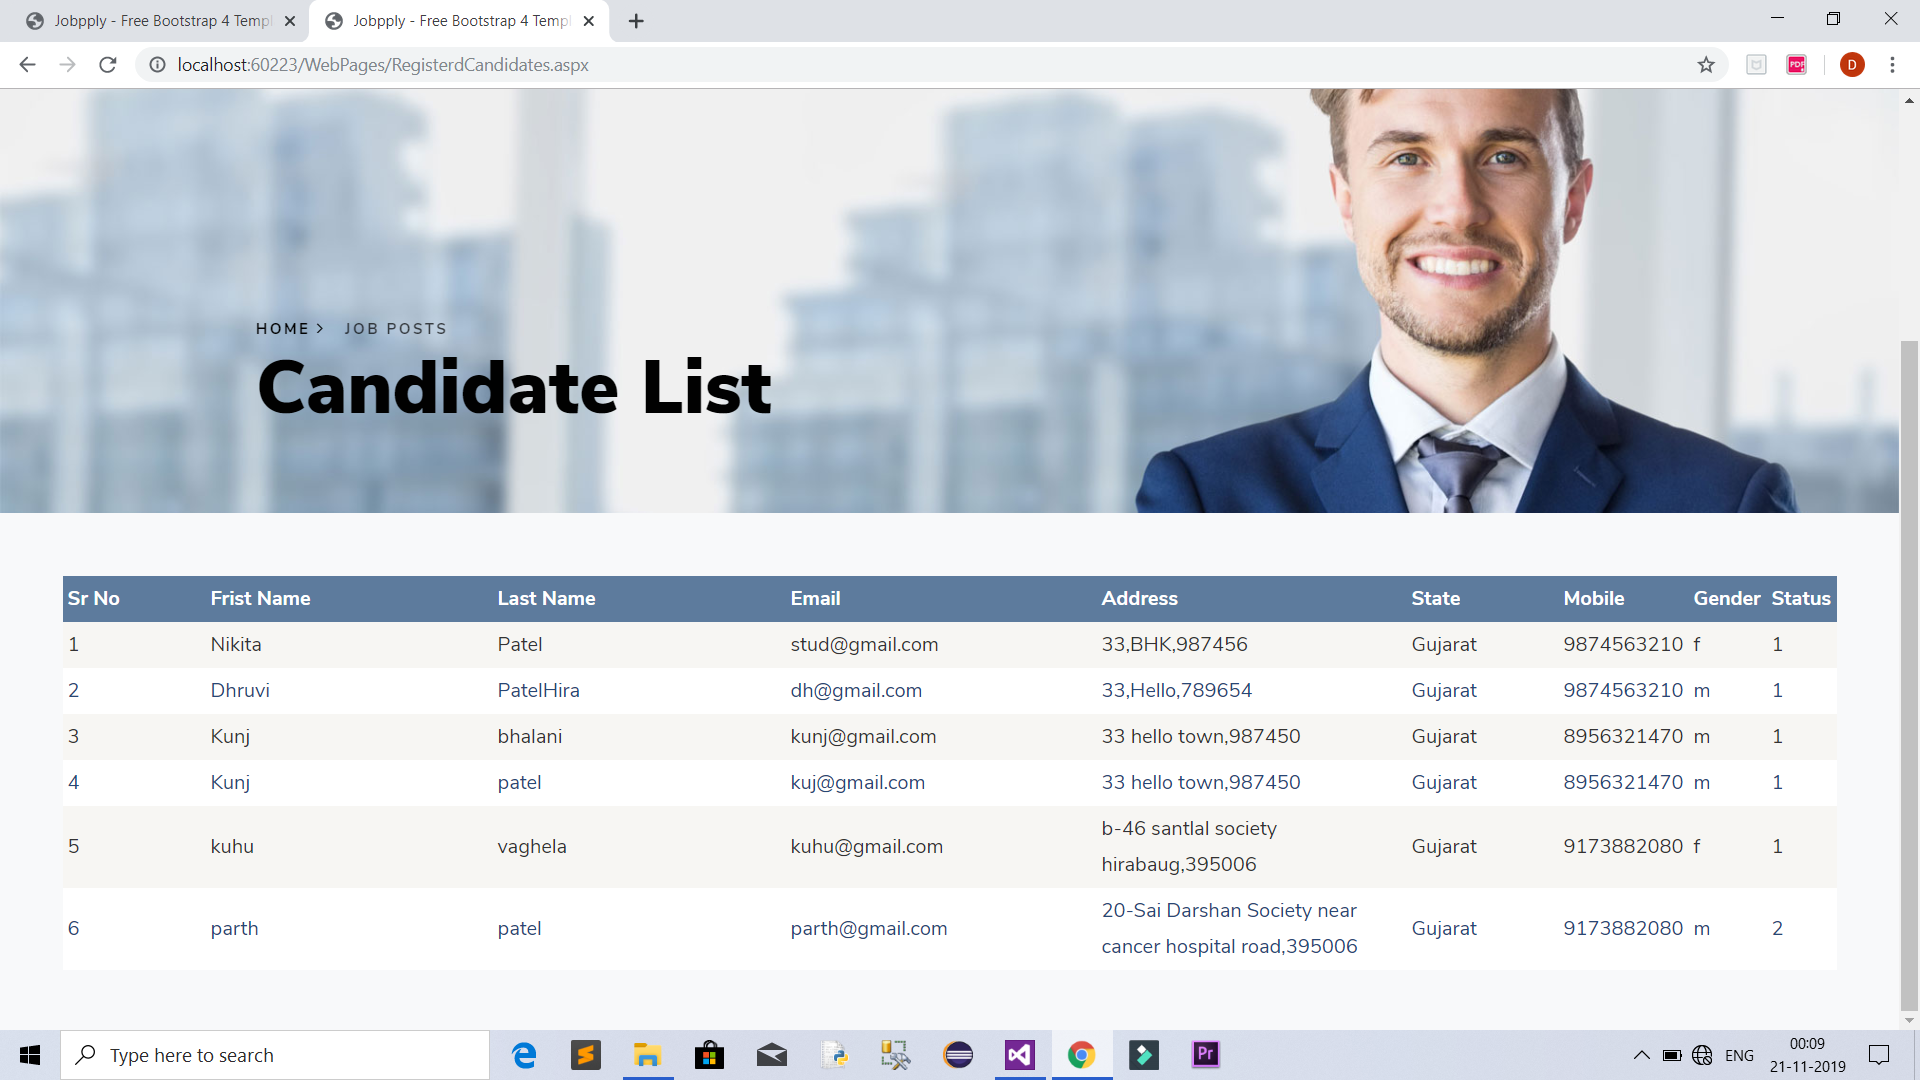 Jobpply - Free Bootstrap 4 Templ
Jobpply - Free Bootstrap 4 Templ
localhost:60223/WebPages/RegisterdCandidates.aspx
PDF
D
HOME > JOB POSTS
Candidate List
Sr No Frist Name Last Name Email Address State Mobile Gender Status
1 Nikita Patel stud@gmail.com 33,BHK,987456 Gujarat 9874563210 f 1
2 Dhruvi PatelHira dh@gmail.com 33,Hello,789654 Gujarat 9874563210 m 1
3 Kunj bhalani kunj@gmail.com 33 hello town,987450 Gujarat 8956321470 m 1
4 Kunj patel kuj@gmail.com 33 hello town,987450 Gujarat 8956321470 m 1
5 kuhu vaghela kuhu@gmail.com b-46 santlal society
hirabaug,395006 Gujarat 9173882080 f 1
6 parth patel parth@gmail.com 20-Sai Darshan Society near
cancer hospital road,395006 Gujarat 9173882080 m 2
Type here to search
Pr
ENG
00:09
21-11-2019